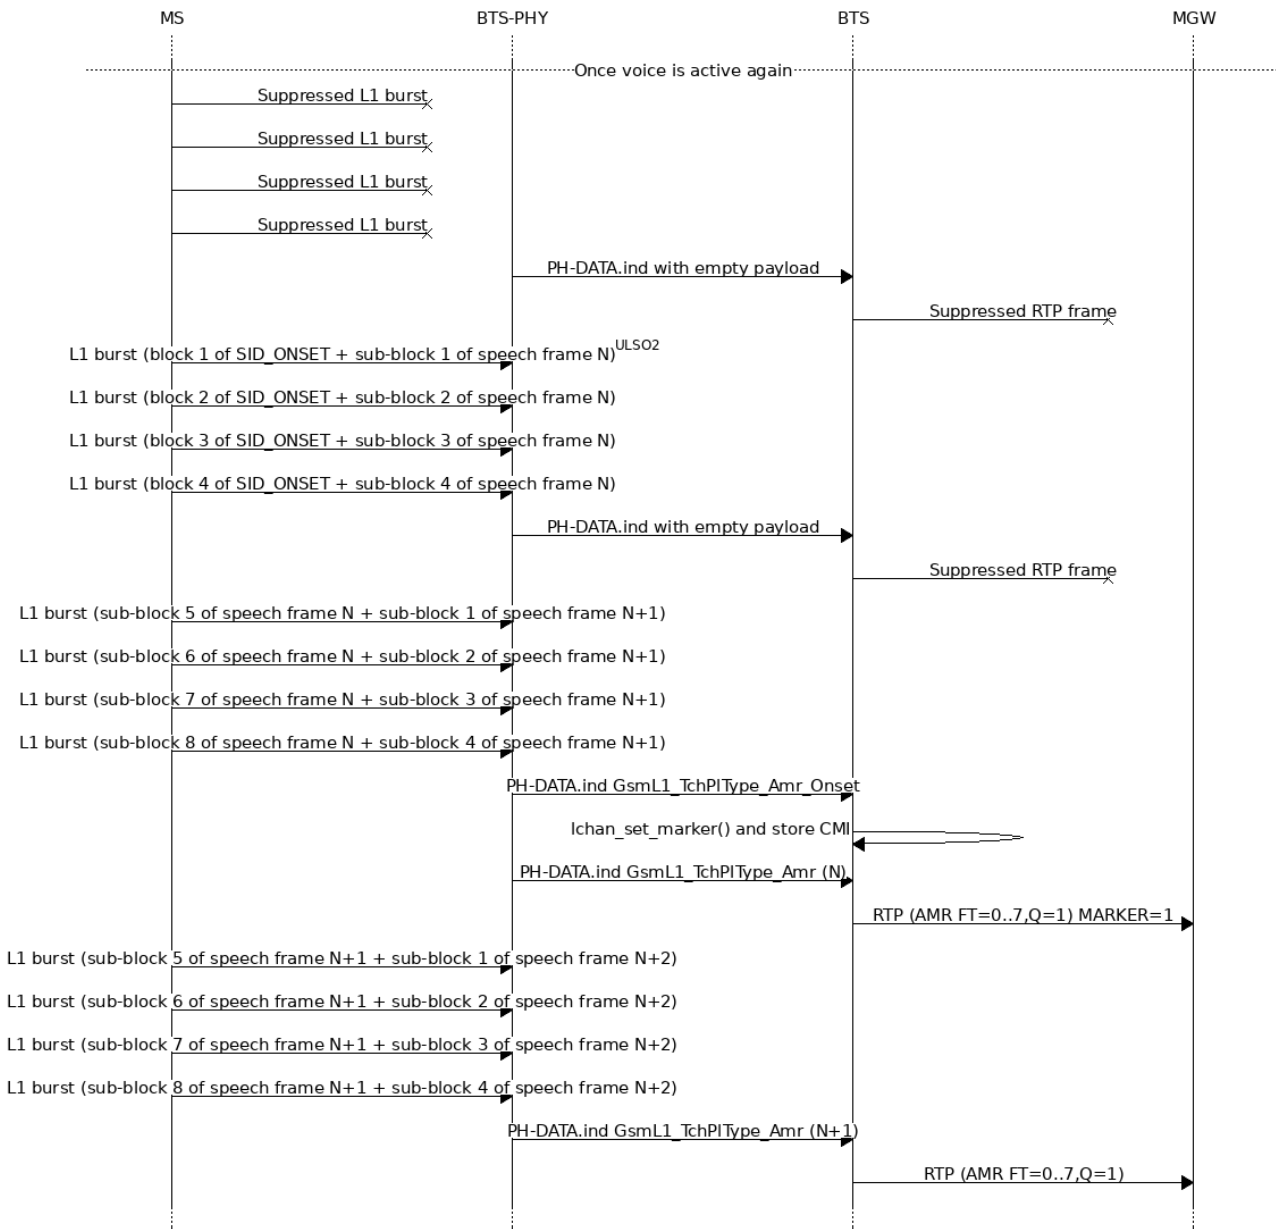 MS BTS-PHY BTS MGW
Once voice is active again
Suppressed L1 burst
Suppressed L1 burst
Suppressed L1 burst
Suppressed L1 burst
PH-DATA.ind with empty payload
Suppressed RTP frame
L1 burst (block 1 of SID_ONSET + sub-block 1 of speech frame N) ULSO2
L1 burst (block 2 of SID_ONSET + sub-block 2 of speech frame N)
L1 burst (block 3 of SID_ONSET + sub-block 3 of speech frame N)
L1 burst (block 4 of SID_ONSET + sub-block 4 of speech frame N)
PH-DATA.ind with empty payload
Suppressed RTP frame
L1 burst (sub-block 5 of speech frame N + sub-block 1 of speech frame N+1)
L1 burst (sub-block 6 of speech frame N + sub-block 2 of speech frame N+1)
L1 burst (sub-block 7 of speech frame N + sub-block 3 of speech frame N+1)
L1 burst (sub-block 8 of speech frame N + sub-block 4 of speech frame N+1)
PH-DATA.ind GsmL1_TchPlType_Amr_Onset
lchan_set_marker() and store CMI
PH-DATA.ind GsmL1_TchPlType_Amr (N)
RTP (AMR FT=0..7,Q=1) MARKER=1
L1 burst (sub-block 5 of speech frame N+1 + sub-block 1 of speech frame N+2)
L1 burst (sub-block 6 of speech frame N+1 + sub-block 2 of speech frame N+2)
L1 burst (sub-block 7 of speech frame N+1 + sub-block 3 of speech frame N+2)
L1 burst (sub-block 8 of speech frame N+1 + sub-block 4 of speech frame N+2)
PH-DATA.ind GsmL1_TchPlType_Amr (N+1)
RTP (AMR FT=0..7,Q=1)